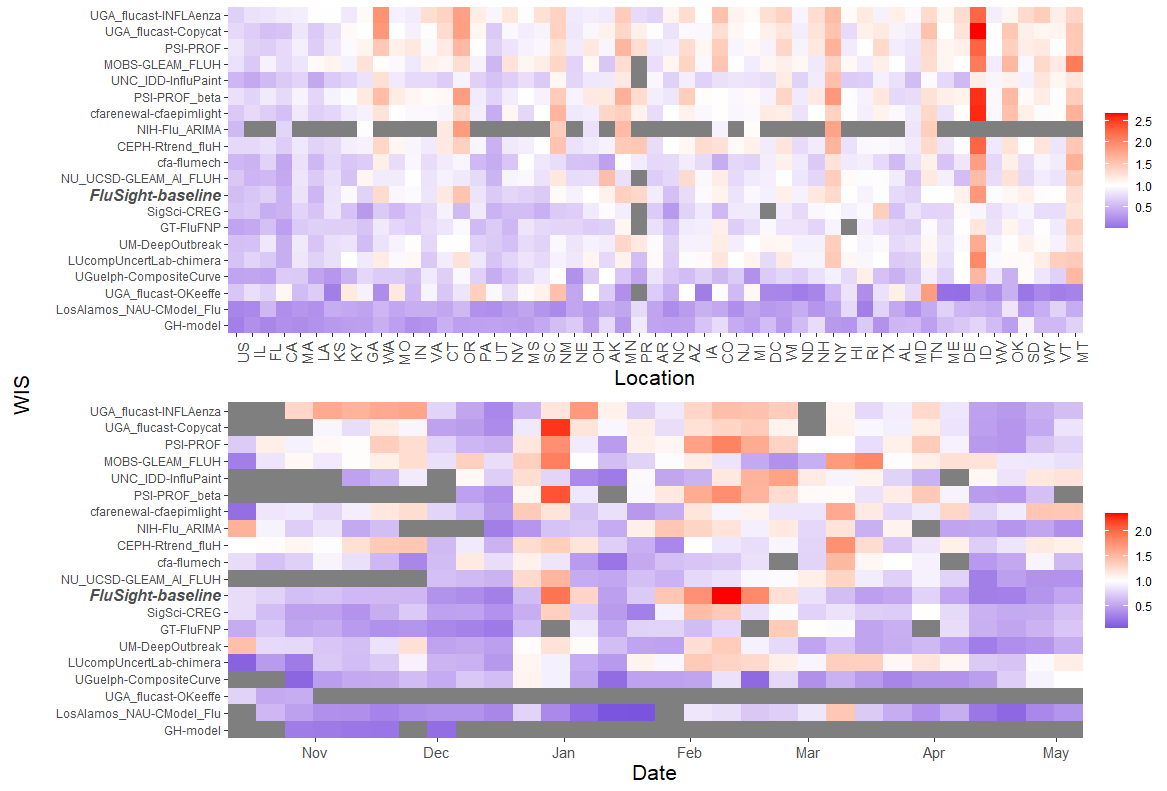 UGA_flucast-INFLAenza
UGA_flucast-Copycat
PSI-PROF
MOBS-GLEAM_FLUH
UNC_IDD-InfluPaint
PSI-PROF_beta
cfarenewal-cfaepimlight
NIH-Flu_ARIMA
CEPH-Rtrend_fluH
cfa-flumech
NU_UCSD-GLEAM_AI_FLUH
FluSight-baseline
SigSci-CREG
GT-FluFNP
UM-DeepOutbreak
LUcompUncertLab-chimera
UGuelph-CompositeCurve
UGA_flucast-OKeeffe
LosAlamos_NAU-CModel_Flu
GH-model
US IL FL CA MA LA KS KY GA WA MO IN VA CT OR PA UT NV MS SC NM NE OH AK MN PR AR NC AZ IA CO NJ MI DC WI ND NH NY HI RI TX AL MD TN ME DE ID WV OK SD WY VT MT
Location
2.5
2.0
1.5
1.0
0.5
WIS
UGA_flucast-INFLAenza
UGA_flucast-Copycat
PSI-PROF
MOBS-GLEAM_FLUH
UNC_IDD-InfluPaint
PSI-PROF_beta
cfarenewal-cfaepimlight
NIH-Flu_ARIMA
CEPH-Rtrend_fluH
cfa-flumech
NU_UCSD-GLEAM_AI_FLUH
FluSight-baseline
SigSci-CREG
GT-FluFNP
UM-DeepOutbreak
LUcompUncertLab-chimera
UGuelph-CompositeCurve
UGA_flucast-OKeeffe
LosAlamos_NAU-CModel_Flu
GH-model
Nov Dec Jan Feb Mar Apr May
Date
2.0
1.5
1.0
0.5